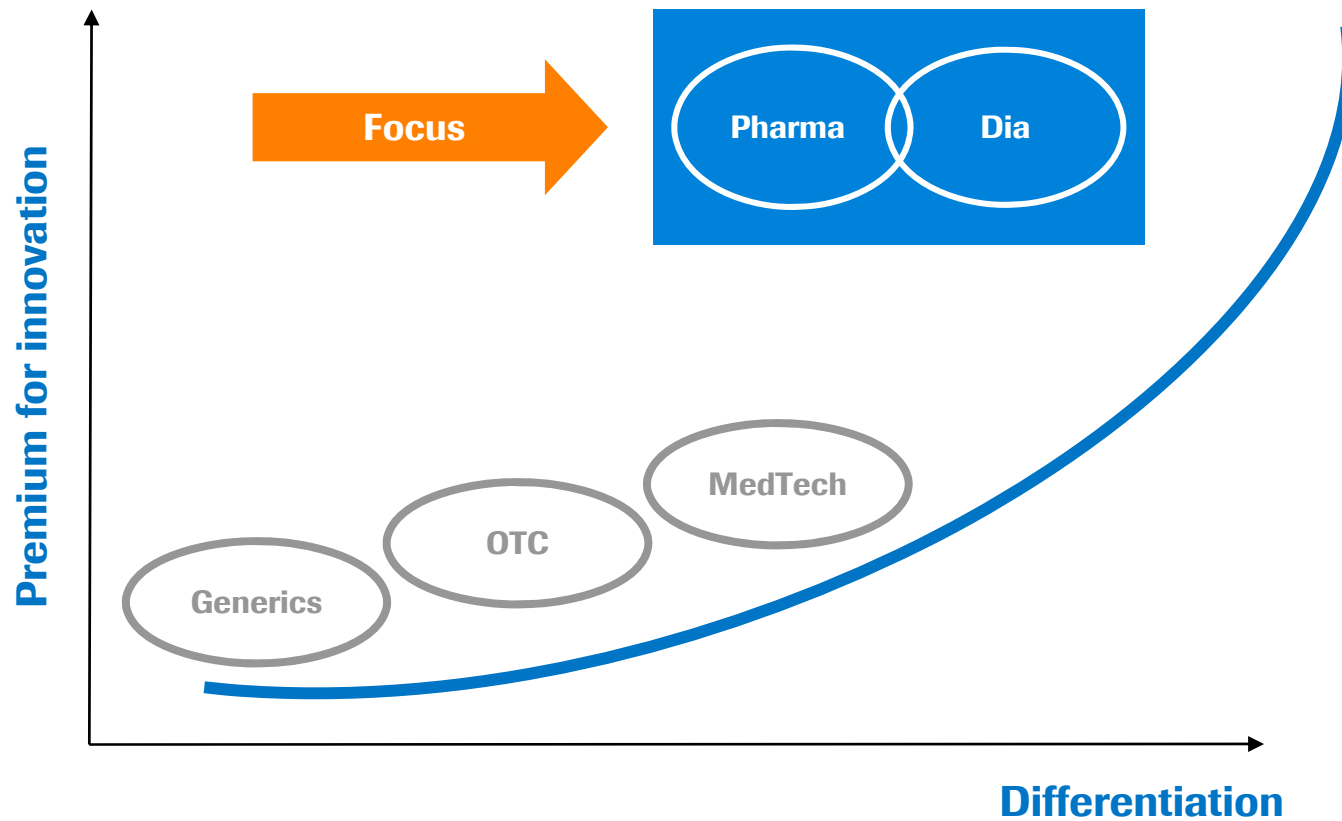 Premium for innovation
Focus
Pharma
Dia
MedTech
OTC
Generics
Differentiation